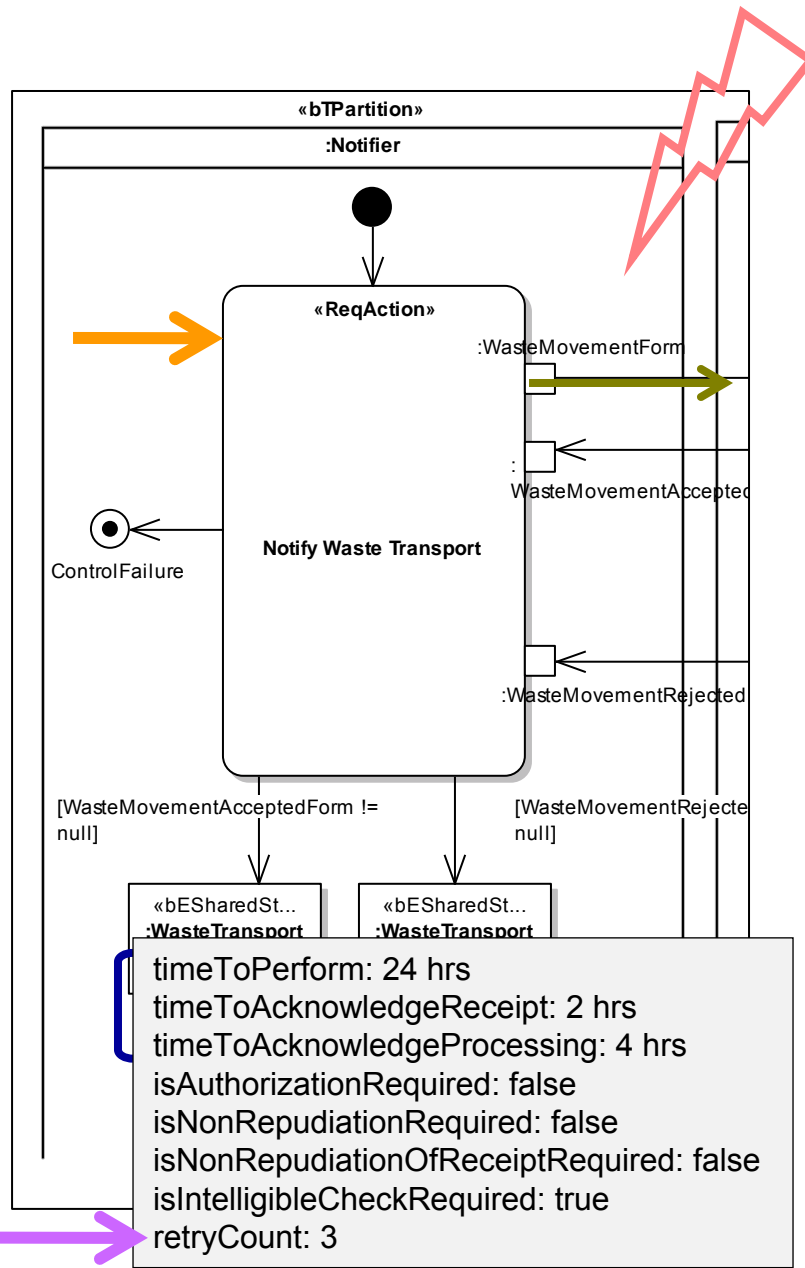 «bTPartition»
:Notifier
«ReqAction»
:WasteMovementForm
:
WasteMovementAccepted
Notify Waste Transport
ControlFailure
:WasteMovementRejected
[WasteMovementAcceptedForm !=
null]
[WasteMovementRejecte
null]
«bESharedSt...
:WasteTransport
«bESharedSt...
:WasteTransport
timeToPerform: 24 hrs
timeToAcknowledgeReceipt: 2 hrs
timeToAcknowledgeProcessing: 4 hrs
isAuthorizationRequired: false
isNonRepudiationRequired: false
isNonRepudiationOfReceiptRequired: false
isIntelligibleCheckRequired: true
retryCount: 3